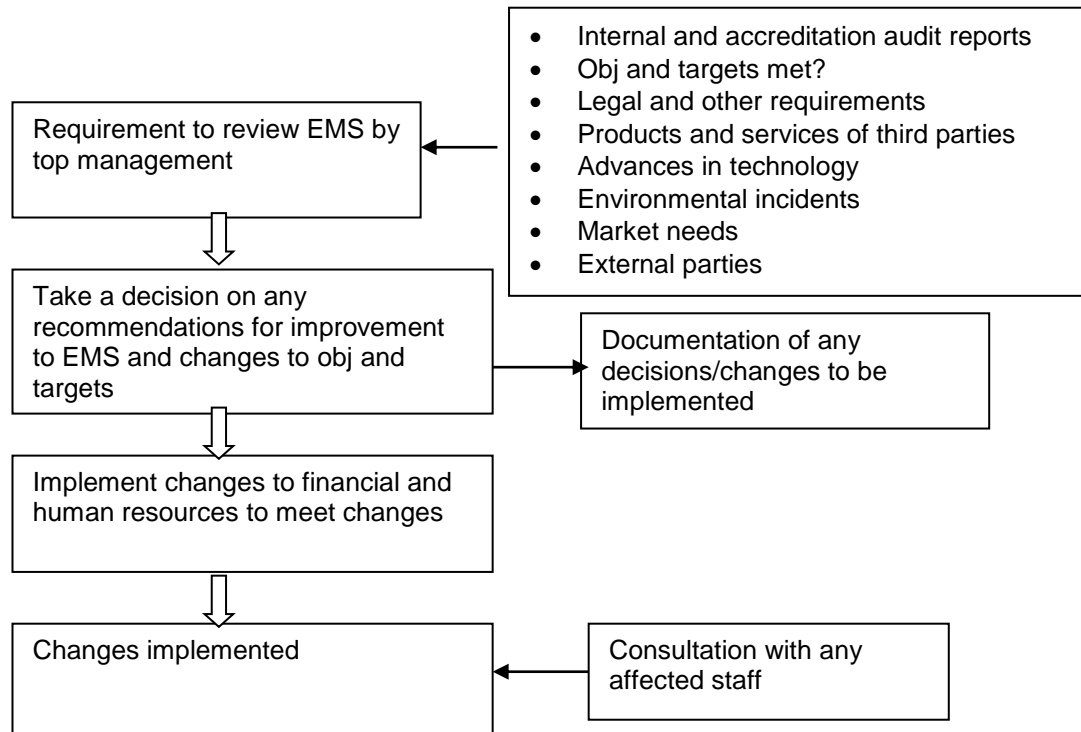 • Internal and accreditation audit reports
• Obj and targets met?
• Legal and other requirements
• Products and services of third parties
• Advances in technology
• Environmental incidents
• Market needs
• External parties
Requirement to review EMS by
top management
Take a decision on any
recommendations for improvement
to EMS and changes to obj and
targets
Documentation of any
decisions/changes to be
implemented
Implement changes to financial and
human resources to meet changes
Changes implemented
Consultation with any
affected staff